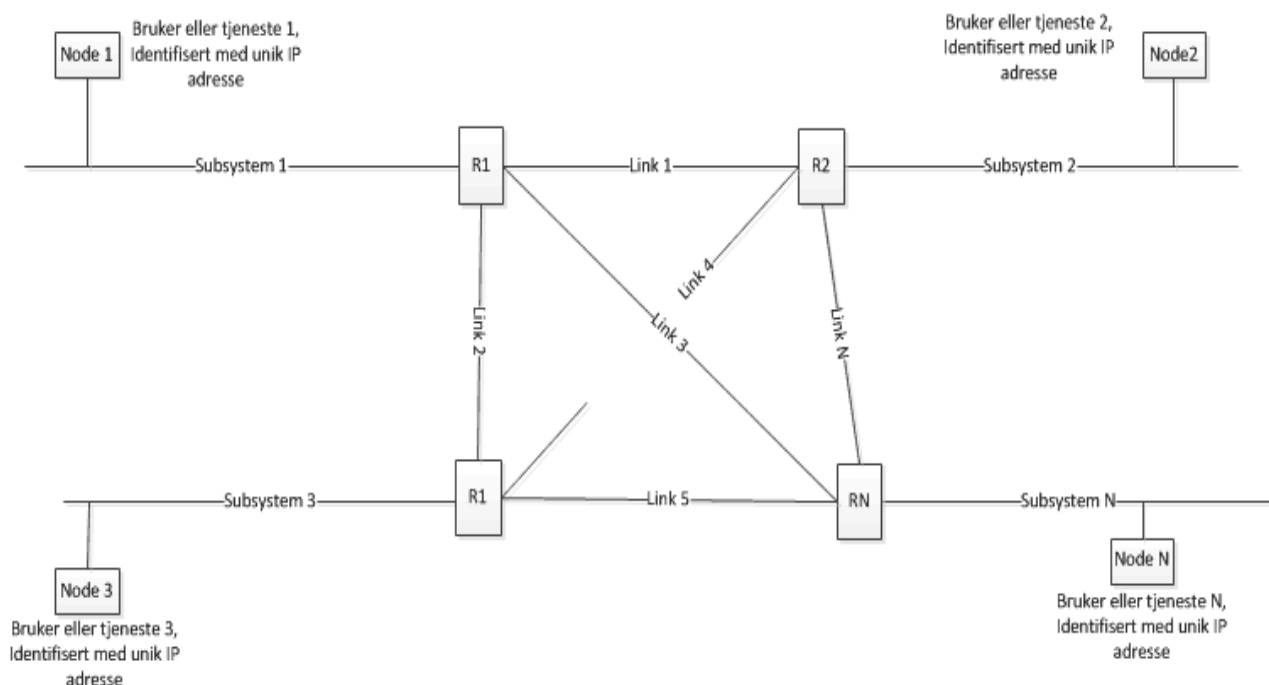 Bruker eller tjeneste 1,
Identifisert med unik IP
adresse
Node 1
Bruker eller tjeneste 2,
Identifisert med unik IP
adresse
Node2
Subsystem 1
R1
Link 1
R2
Subsystem 2
Link 4
Link 2
Link 3
Link N
Subsystem 3
R1
Link 5
RN
Subsystem N
Node 3
Bruker eller tjeneste 3,
Identifisert med unik IP
adresse
Node N
Bruker eller tjeneste N,
Identifisert med unik IP
adresse